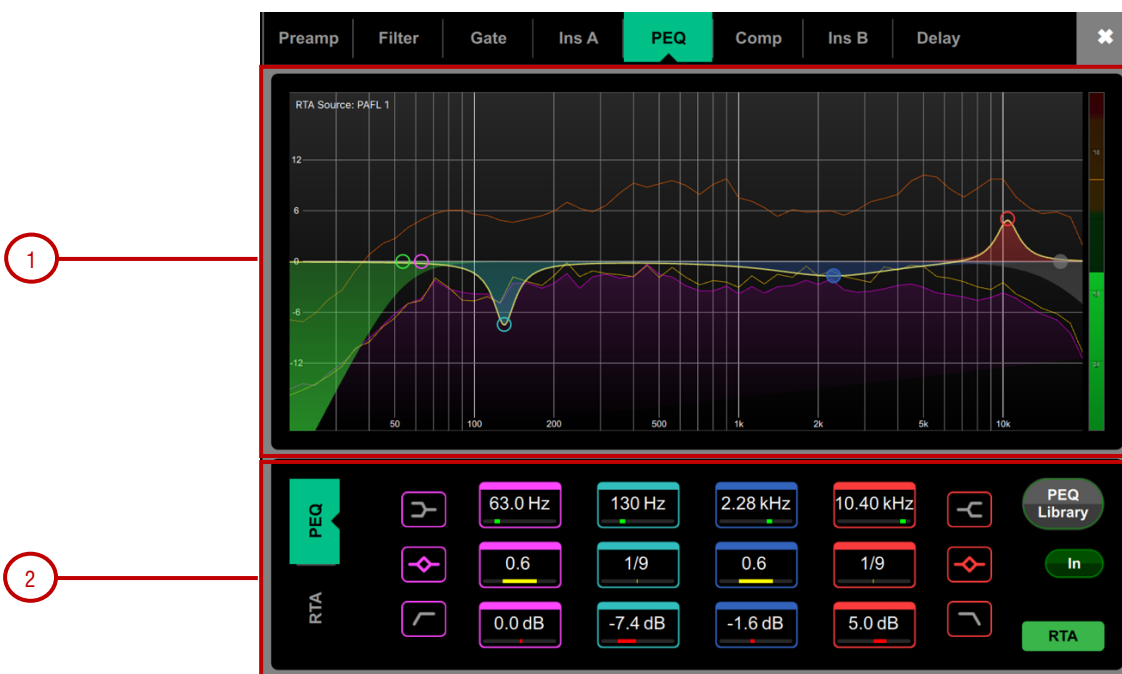 Preamp Filter Gate Ins A PEQ Comp Ins B Delay
RTA Source: PAFL 1
12
6
0
-6
-12
50 100 200 500 1k 2k 5k 10k
1
2
PEQ
RTA
63.0 Hz 130 Hz 2.28 kHz 10.40 kHz
0.6 1/9 0.6 1/9
0.0 dB -7.4 dB -1.6 dB 5.0 dB
PEQ
Library
In
RTA